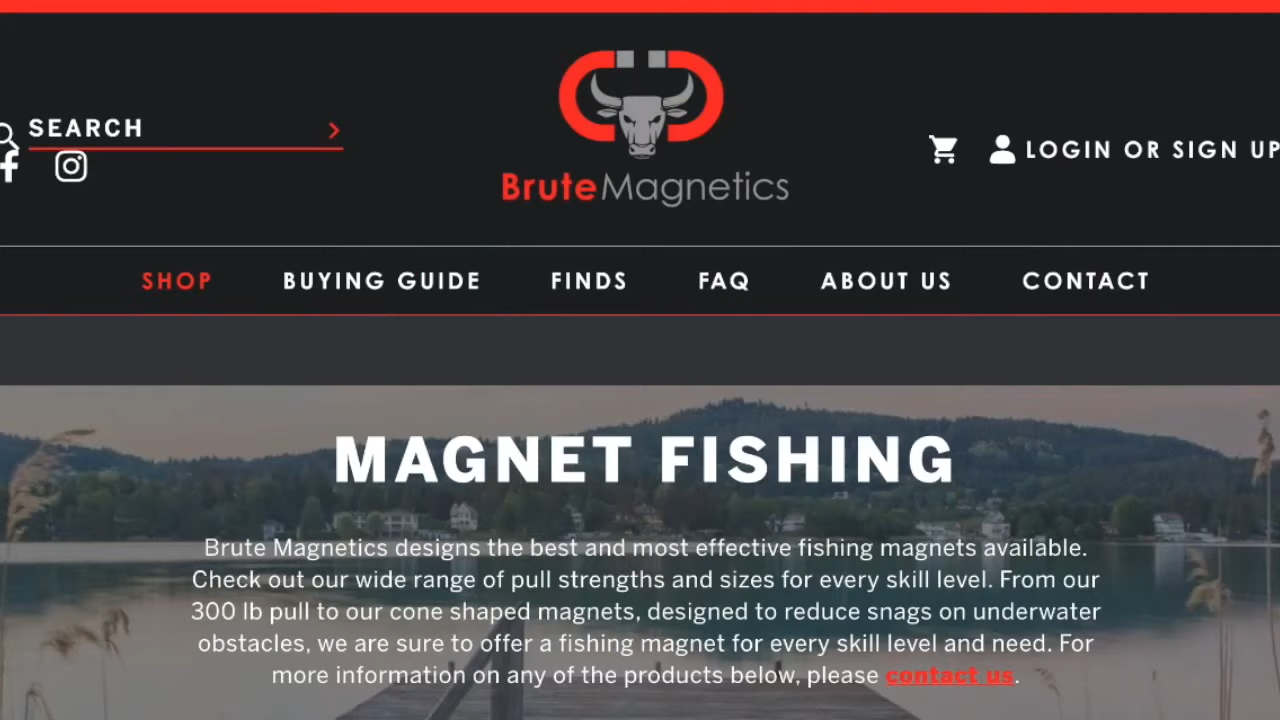 SEARCH
BruteMagnetics
LOGIN OR SIGN UP
SHOP BUYING GUIDE FINDS FAQ ABOUT US CONTACT
MAGNET FISHING
Brute Magnetics designs the best and most effective fishing magnets available.
Check out our wide range of pull strengths and sizes for every skill level. From our
300 lb pull to our cone shaped magnets, designed to reduce snags on underwater
obstacles, we are sure to offer a fishing magnet for every skill level and need. For
more information on any of the products below, please contact us.